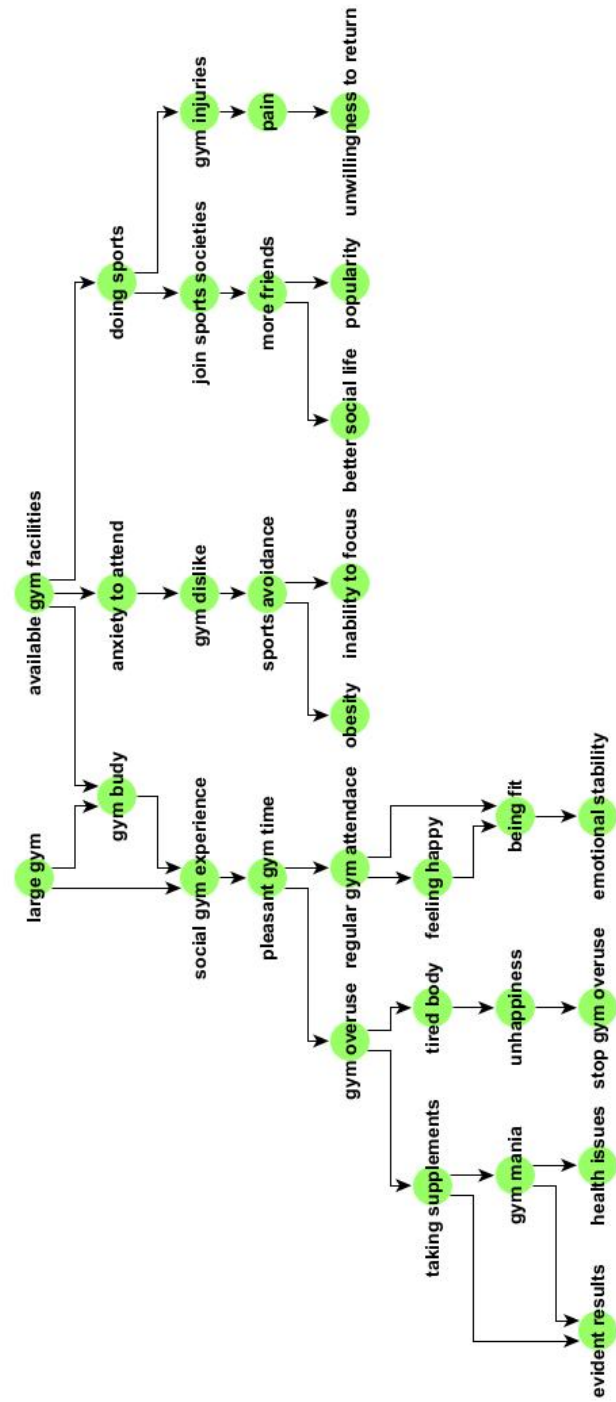 large gym
available gym facilities
gym budy
anxiety to attend
doing sports
social gym experience
gym dislike
join sports societies
gym injuries
pleasant gym time
sports avoidance
more friends
pain
gym overuse
regular gym attendace
obesity
inability to focus
better social life
popularity
unwillingness to return
taking supplements
tired body
feeling happy
gym mania
unhappiness
being fit
evident results
health issues
stop gym overuse
emotional stability